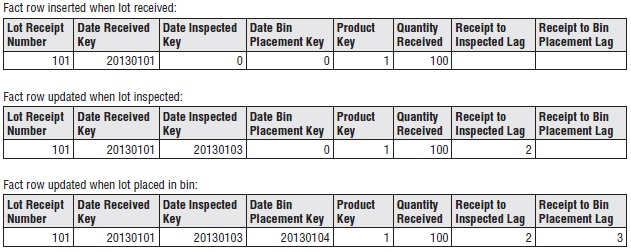 Fact row inserted when lot received:
Lot Receipt Date Received Date Inspected Date Bin Product Quantity Receipt to Receipt to Bin
Number Key Key Placement Key Key Received Inspected Lag Placement Lag
101 20130101 0 0 1 100
Fact row updated when lot inspected:
Lot Receipt Date Received Date Inspected Date Bin Product Quantity Receipt to Receipt to Bin
Number Key Key Placement Key Key Received Inspected Lag Placement Lag
101 20130101 20130103 0 1 100 2
Fact row updated when lot placed in bin:
Lot Receipt Date Received Date Inspected Date Bin Product Quantity Receipt to Receipt to Bin
Number Key Key Placement Key Key Received Inspected Lag Placement Lag
101 20130101 20130103 20130104 1 100 2 3